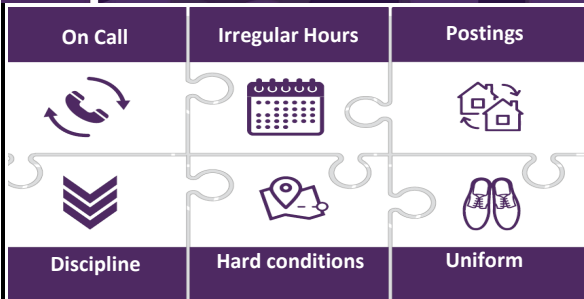 On Call
Irregular Hours
Postings
Discipline
Hard conditions
Uniform